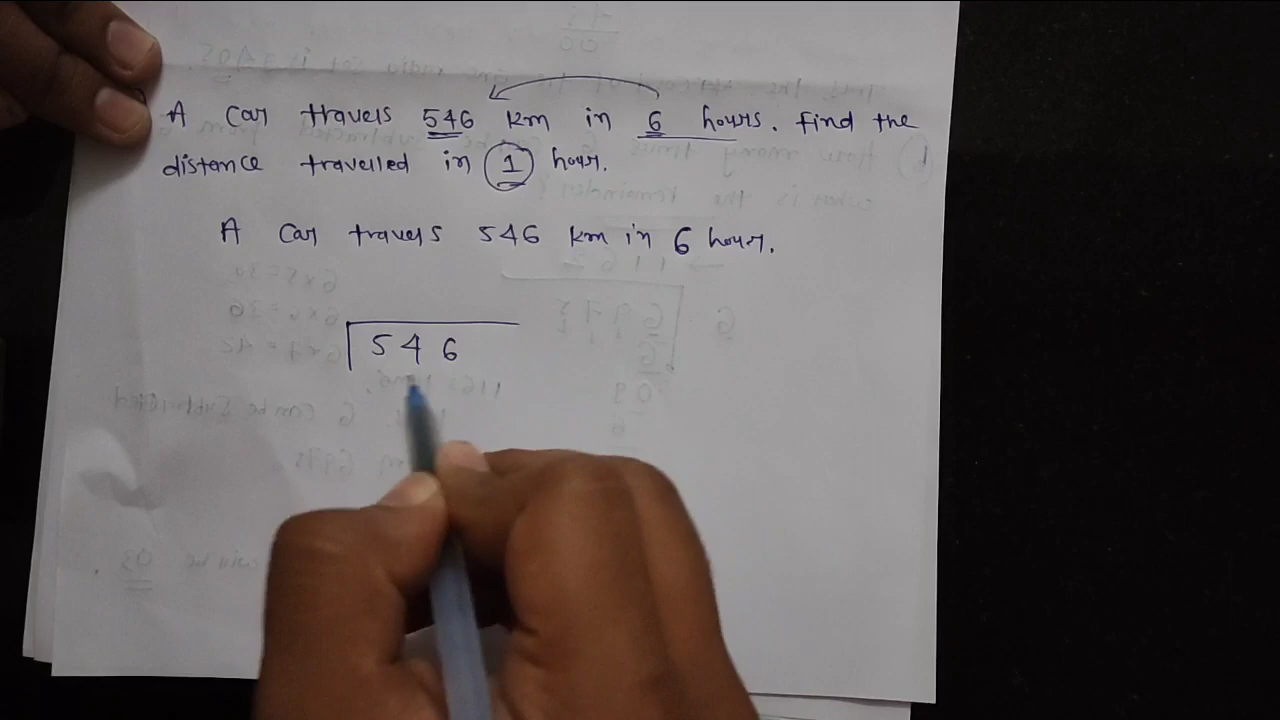 A car travels 546 km in 6 hours. Find the
distance travelled in 1 hour.
A car travels 546 km in 6 hour.
546